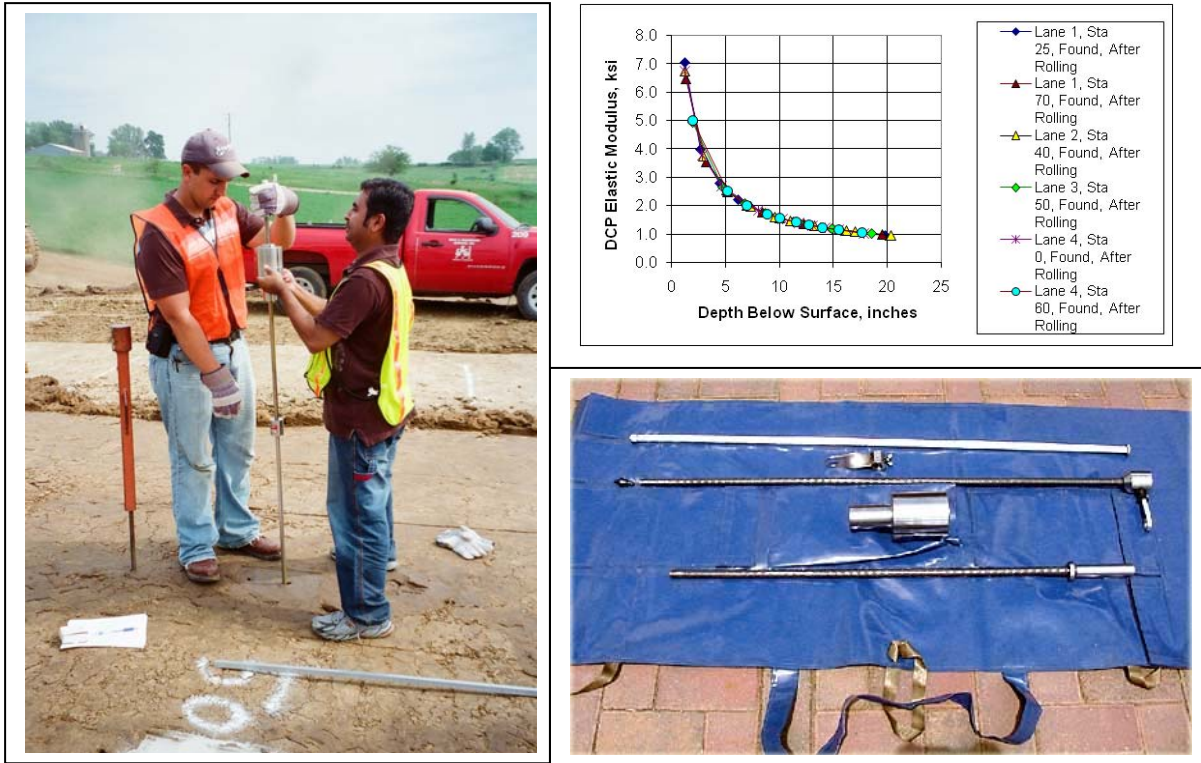 209
001
8.0
7.0
6.0
5.0
4.0
3.0
2.0
1.0
0.0
DCP Elastic Modulus, ksi
0
5
10
15
20
25
Depth Below Surface, inches
Lane 1, Sta
25, Found, After
Rolling
Lane 1, Sta
70, Found, After
Rolling
Lane 2, Sta
40, Found, After
Rolling
Lane 3, Sta
50, Found, After
Rolling
Lane 4, Sta
0, Found, After
Rolling
Lane 4, Sta
60, Found, After
Rolling